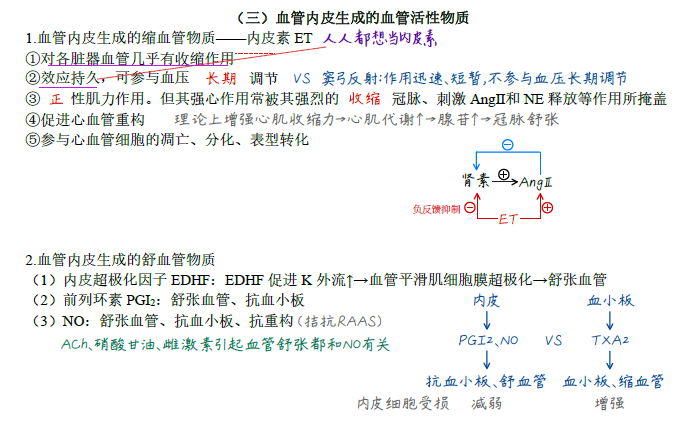 （三）血管内皮生成的血管活性物质
1.血管内皮生成的缩血管物质——内皮素 ET 人人都想当内皮素
①对各脏器血管几乎有收缩作用
②效应持久，可参与血压 长期 调节 VS 窦弓反射:作用迅速、短暂,不参与血压长期调节
③ 正 性肌力作用。但其强心作用常被其强烈的 收缩 冠脉、刺激 AngⅡ和 NE 释放等作用所掩盖
④促进心血管重构 理论上增强心肌收缩力→心肌代谢↑→腺苷↑→冠脉舒张
⑤参与心血管细胞的凋亡、分化、表型转化
⊖
肾素 ⊕ AngⅡ
负反馈抑制 ⊖ ET ⊕
2.血管内皮生成的舒血管物质
（1）内皮超极化因子 EDHF：EDHF 促进 K 外流↑→血管平滑肌细胞膜超极化→舒张血管
（2）前列环素 PGI₂：舒张血管、抗血小板
（3）NO：舒张血管、抗血小板、抗重构 (拮抗RAAS)
ACh、硝酸甘油、雌激素引起血管舒张都和NO有关
内皮 血小板
PGI2、NO VS TXA2
抗血小板、舒血管 血小板、缩血管
内皮细胞受损 减弱 增强